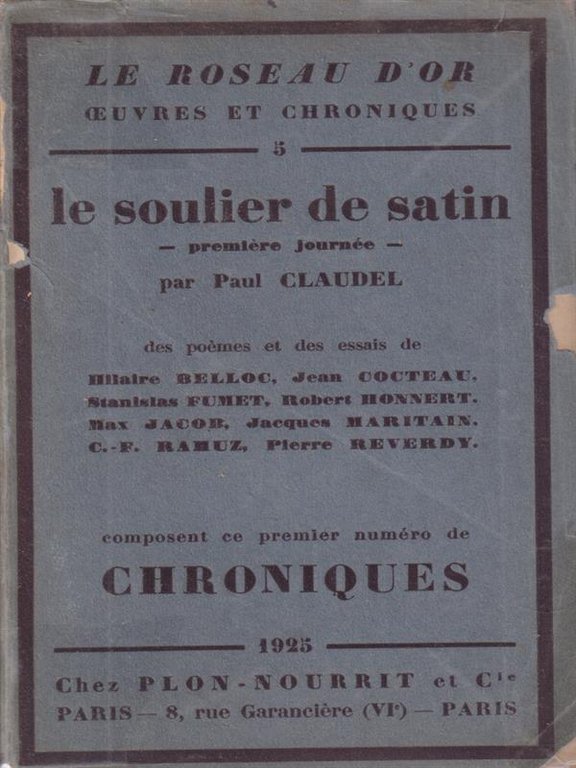 LE ROSEAU D'OR
ŒUVRES ET CHRONIQUES
5
le soulier de satin
— première journée —
par Paul CLAUDEL
des poèmes et des essais de
Hilaire BELLOC, Jean COCTEAU.
Stanislas FUMET, Robert HONNERT.
Max JACOB, Jacques MARITAIN.
C.-F. RAMUZ, Pierre REVERDY.
composent ce premier numéro de
CHRONIQUES
1925
Chez PLON-NOURRIT et Cie
PARIS — 8, rue Garancière (VIe) — PARIS